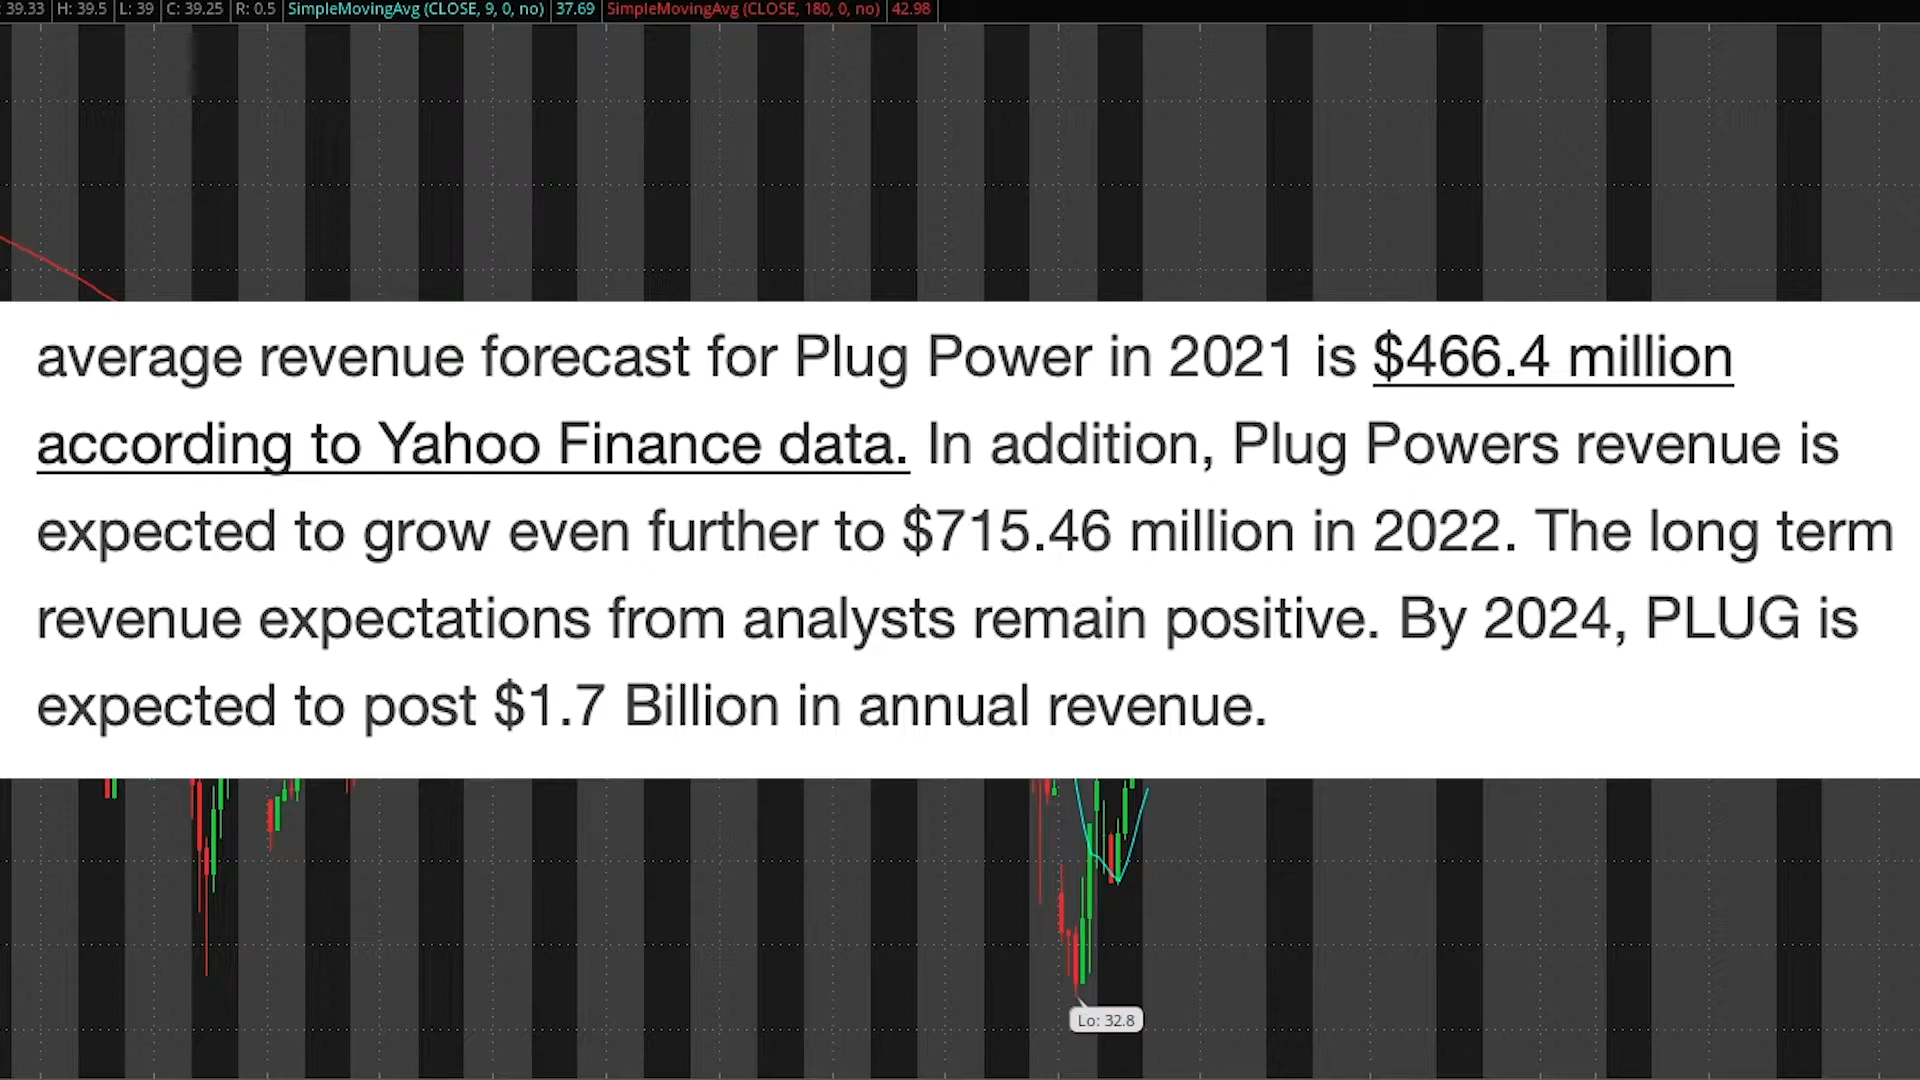 : 39.33 H: 39.5 L: 39 C: 39.25 R: 0.5 SimpleMovingAvg (CLOSE, 9, 0, no) 37.69 SimpleMovingAvg (CLOSE, 180, 0, no) 42.98
average revenue forecast for Plug Power in 2021 is $466.4 million
according to Yahoo Finance data. In addition, Plug Powers revenue is
expected to grow even further to $715.46 million in 2022. The long term
revenue expectations from analysts remain positive. By 2024, PLUG is
expected to post $1.7 Billion in annual revenue.
Lo: 32.8